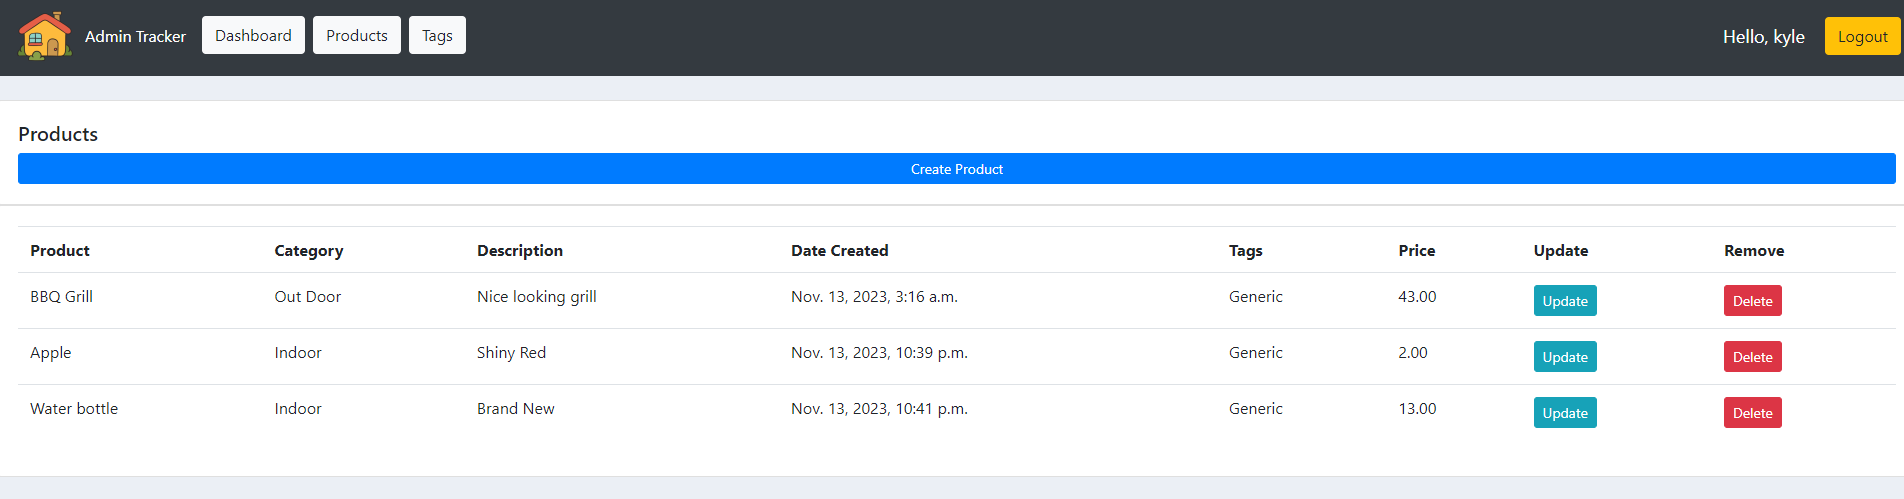 Admin Tracker Dashboard Products Tags Hello, kyle Logout
Products
Create Product
Product Category Description Date Created Tags Price Update Remove
BBQ Grill Out Door Nice looking grill Nov. 13, 2023, 3:16 a.m. Generic 43.00 Update Delete
Apple Indoor Shiny Red Nov. 13, 2023, 10:39 p.m. Generic 2.00 Update Delete
Water bottle Indoor Brand New Nov. 13, 2023, 10:41 p.m. Generic 13.00 Update Delete